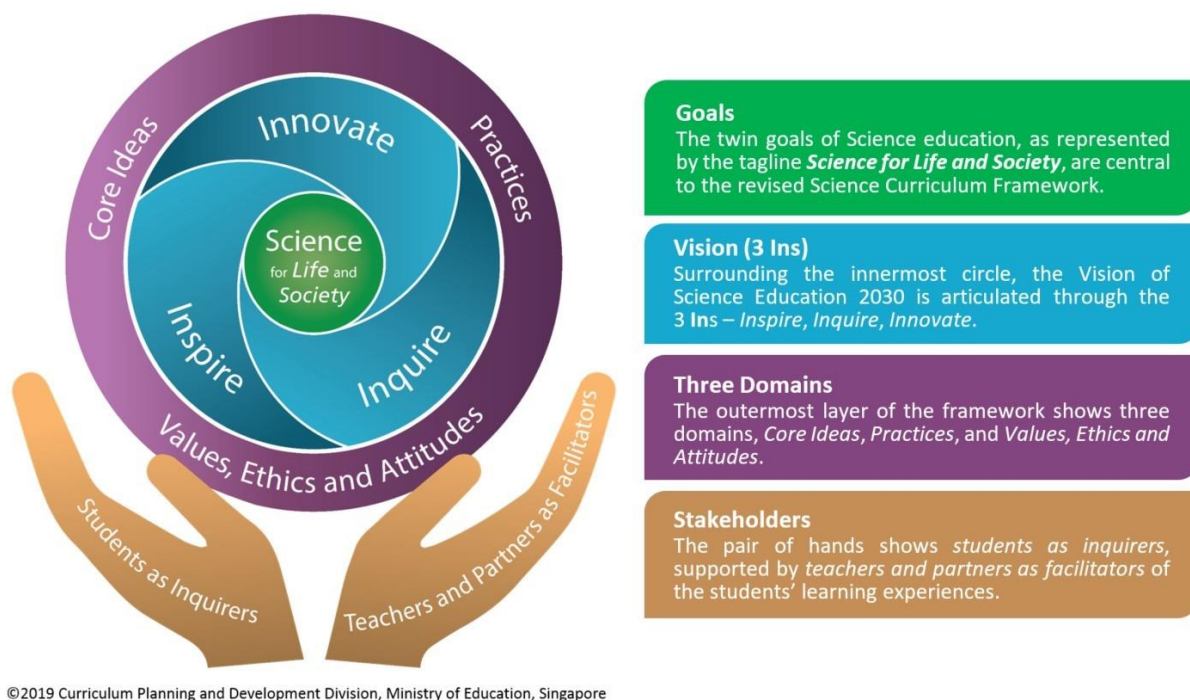 Core Ideas
Practices
Values, Ethics and Attitudes
Innovate
Inspire
Inquire
Science
for Life and
Society
Students as Inquirers
Teachers and Partners as Facilitators
Goals
The twin goals of Science education, as represented
by the tagline Science for Life and Society, are central
to the revised Science Curriculum Framework.
Vision (3 Ins)
Surrounding the innermost circle, the Vision of
Science Education 2030 is articulated through the
3 Ins – Inspire, Inquire, Innovate.
Three Domains
The outermost layer of the framework shows three
domains, Core Ideas, Practices, and Values, Ethics and
Attitudes.
Stakeholders
The pair of hands shows students as inquirers,
supported by teachers and partners as facilitators of
the students’ learning experiences.
©2019 Curriculum Planning and Development Division, Ministry of Education, Singapore